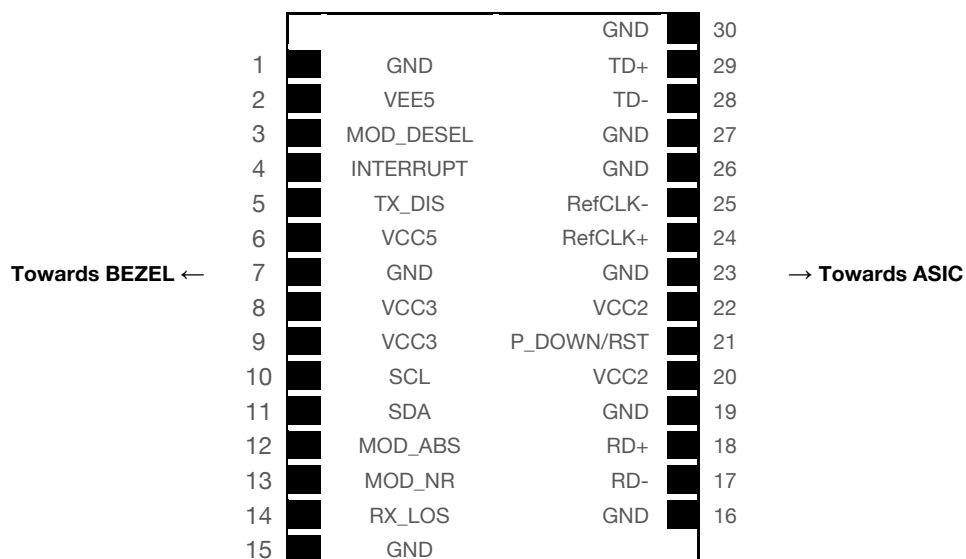 GND 30
1 GND TD+ 29
2 VEE5 TD- 28
3 MOD_DESEL GND 27
4 INTERRUPT GND 26
5 TX_DIS RefCLK- 25
6 VCC5 RefCLK+ 24
Towards BEZEL ← 7 GND GND 23 → Towards ASIC
8 VCC3 VCC2 22
9 VCC3 P_DOWN/RST 21
10 SCL VCC2 20
11 SDA GND 19
12 MOD_ABS RD+ 18
13 MOD_NR RD- 17
14 RX_LOS GND 16
15 GND